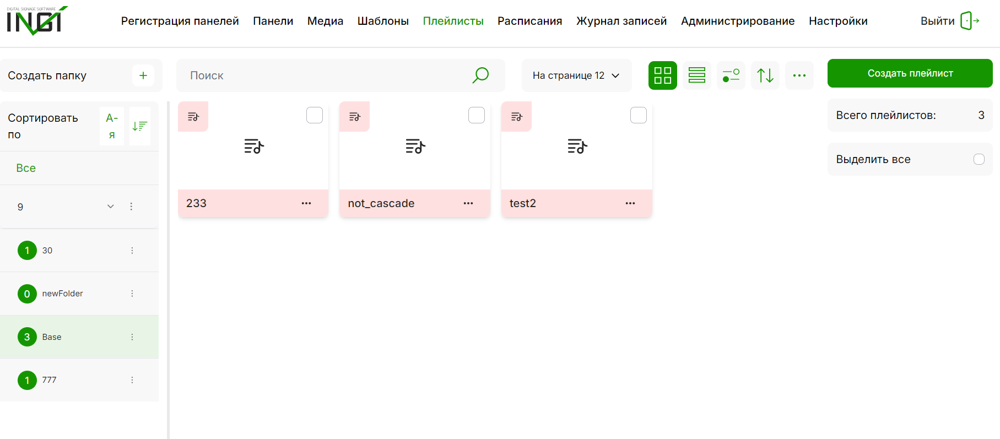 DIGITAL SIGNAGE SOFTWARE
INGI
Регистрация панелей Панели Медиа Шаблоны Плейлисты Расписания Журнал записей Администрирование Настройки Выйти
Создать папку +
Поиск
На странице 12
Создать плейлист
Сортировать
по
А-
я
Всего плейлистов: 3
Выделить все
Все
9
1 30
0 newFolder
3 Base
1 777
233
not_cascade
test2